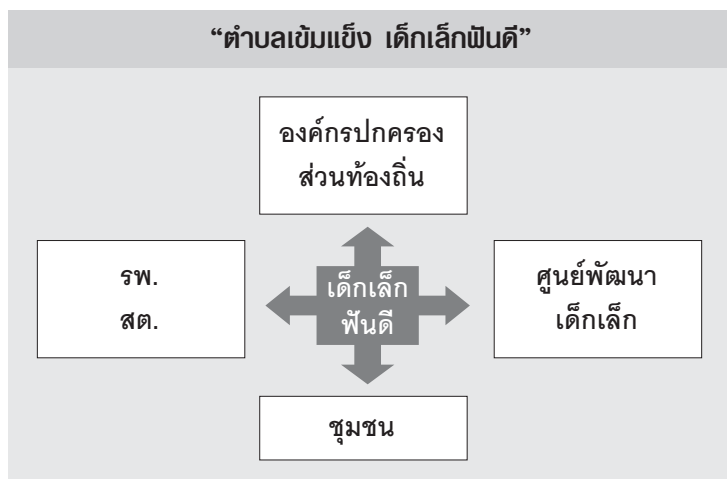 “ตำบลเข้มแข็ง เด็กเล็กฟันดี”
องค์กรปกครอง
ส่วนท้องถิ่น
รพ.
สต.
เด็กเล็ก
ฟันดี
ศูนย์พัฒนา
เด็กเล็ก
ชุมชน